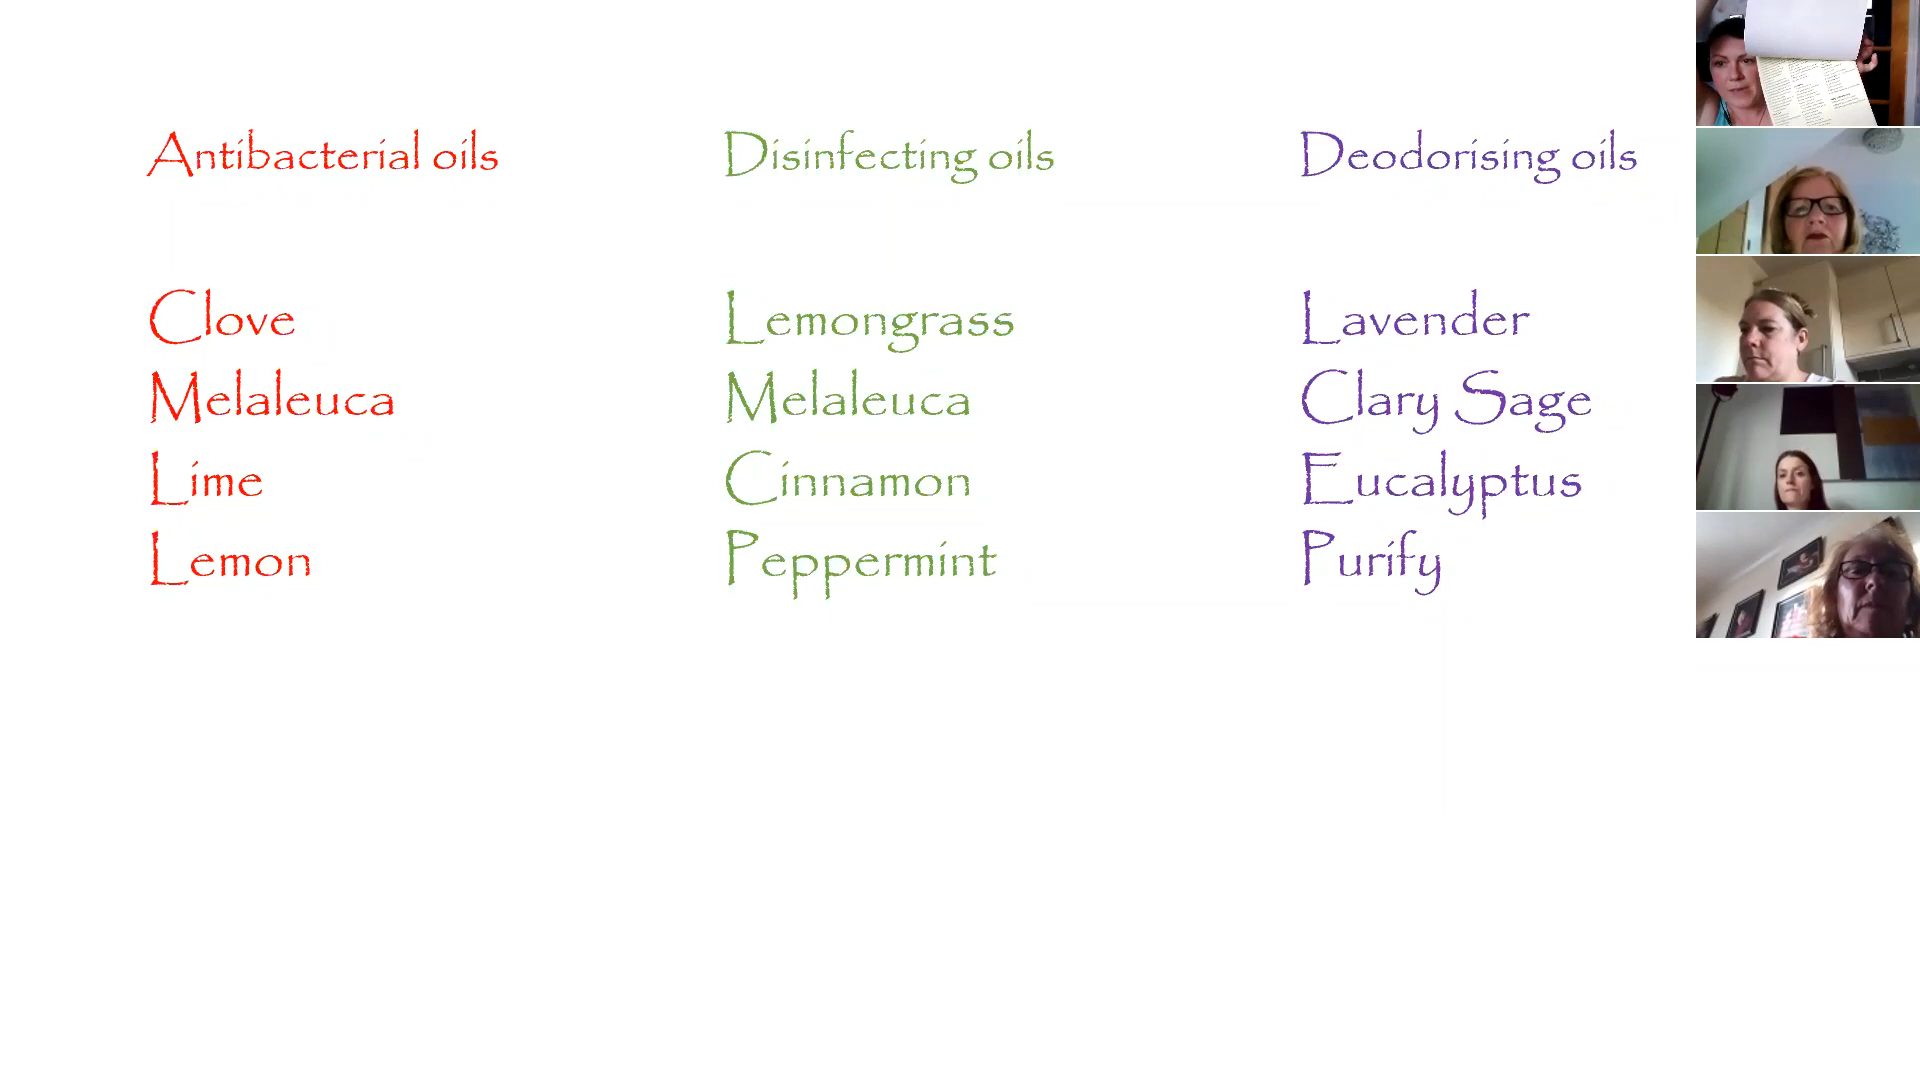 Antibacterial oils
Clove
Melaleuca
Lime
Lemon
Disinfecting oils
Lemongrass
Melaleuca
Cinnamon
Peppermint
Deodorising oils
Lavender
Clary Sage
Eucalyptus
Purify